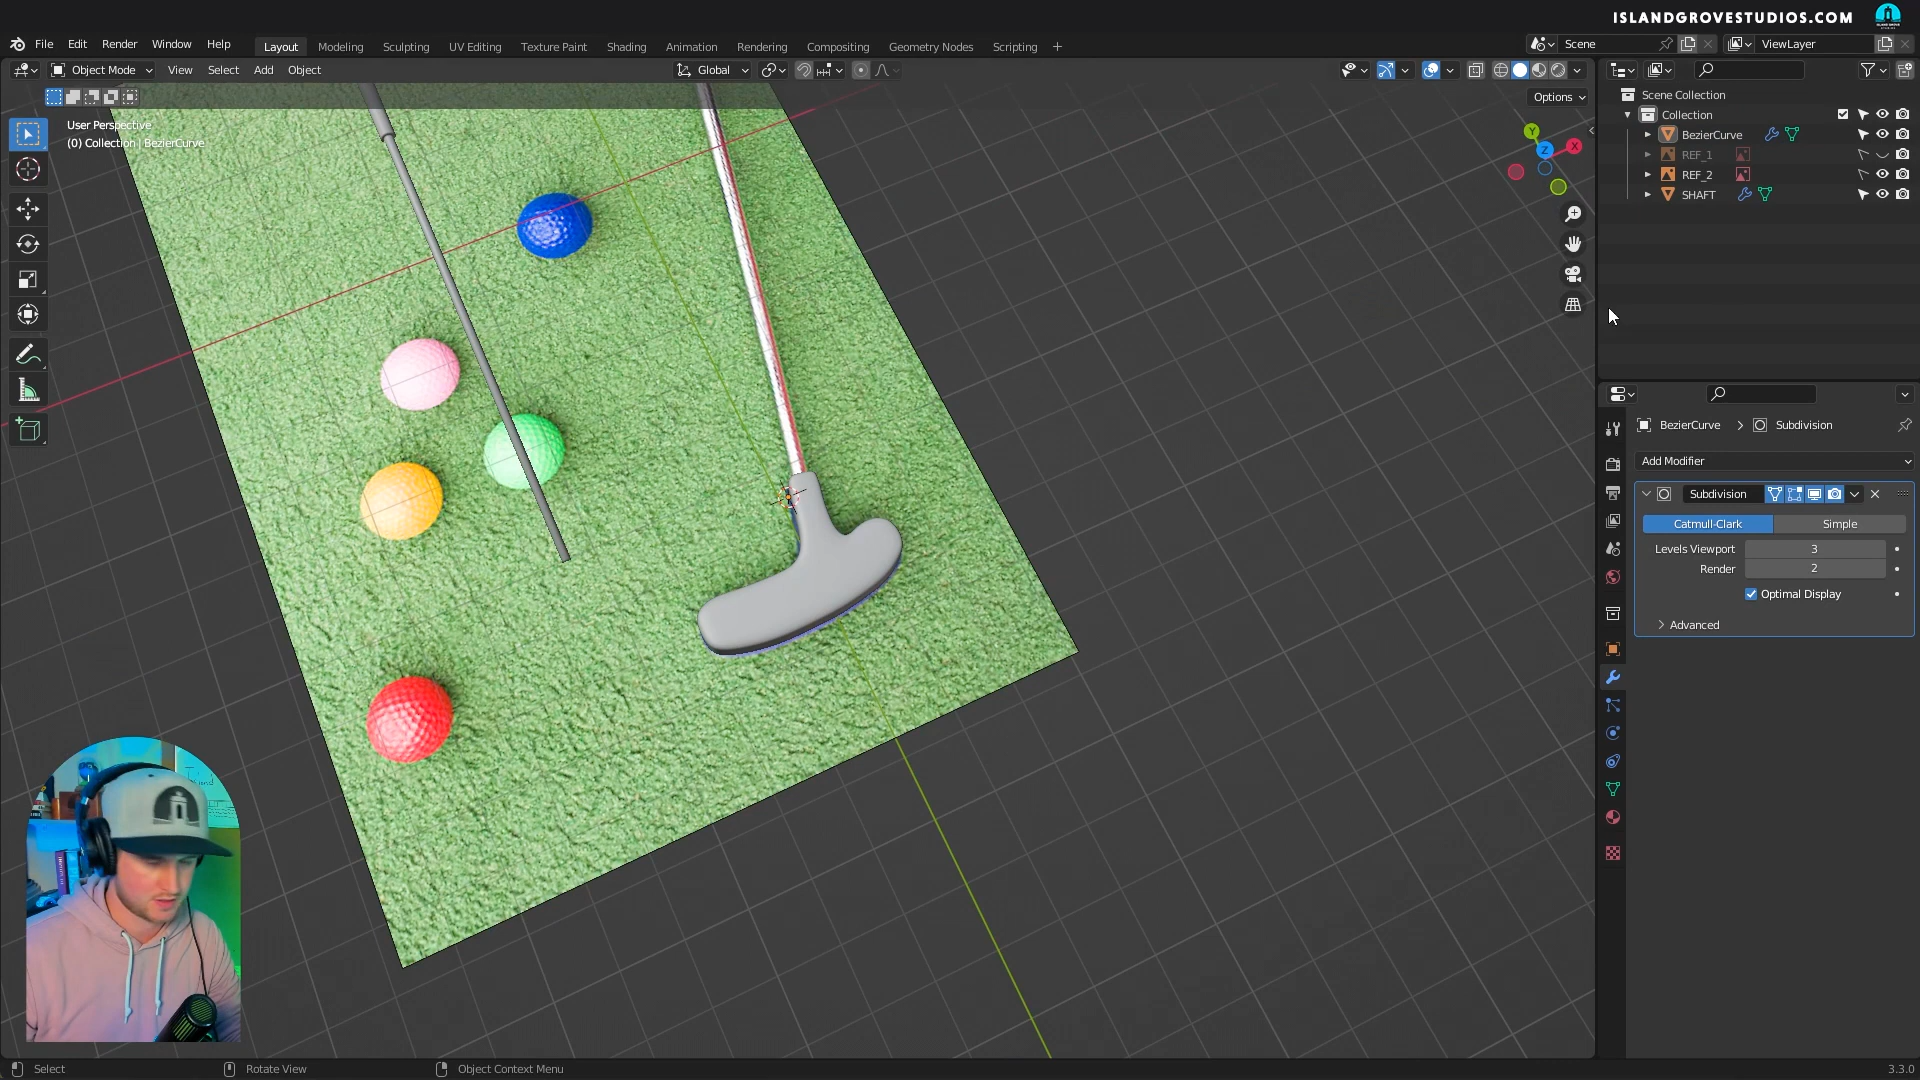 ISLANDGROVESTUDIOS.COM
File Edit Render Window Help Layout Modeling Sculpting UV Editing Texture Paint Shading Animation Rendering Compositing Geometry Nodes Scripting + Scene ViewLayer
Object Mode View Select Add Object Global
Options
User Perspective
(0) Collection | BezierCurve
Scene Collection
Collection
BezierCurve
REF_1
REF_2
SHAFT
Y
Z
X
BezierCurve > Subdivision
Add Modifier
Subdivision
Catmull-Clark Simple
Levels Viewport 3
Render 2
Optimal Display
Advanced
Select Rotate View Object Context Menu 3.3.0